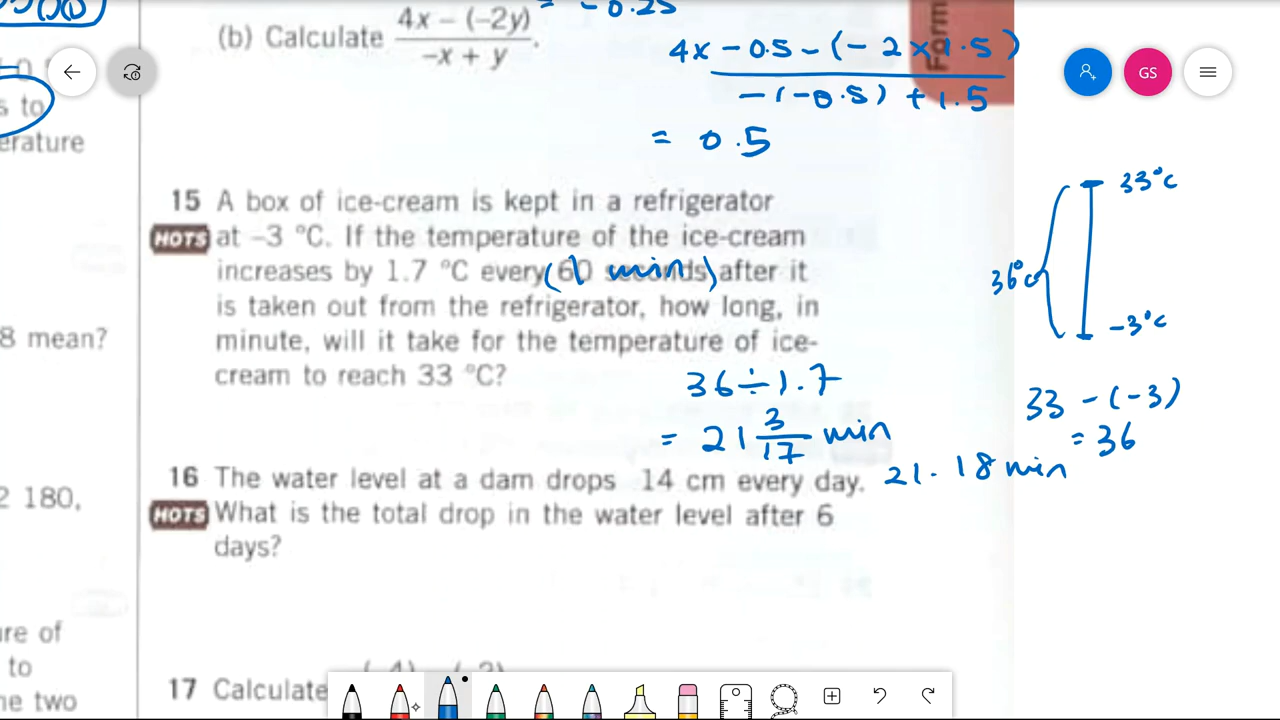 = -0.25
(b) Calculate 4x - (-2y) / -x + y.
4x - 0.5 - (- 2 x 1.5)
- (-0.5) + 1.5
= 0.5
Form
GS
s to
erature
15 A box of ice-cream is kept in a refrigerator
HOTS at -3 °C. If the temperature of the ice-cream
increases by 1.7 °C every 60 seconds after it
(1 min)
is taken out from the refrigerator, how long, in
minute, will it take for the temperature of ice-
cream to reach 33 °C?
33°C
36°C
-3°C
33 - (-3)
= 36
36 ÷ 1.7
= 21 3/17 min
21.18 min
8 mean?
16 The water level at a dam drops 14 cm every day.
HOTS What is the total drop in the water level after 6
days?
2 180,
ure of
to
ne two
17 Calculate